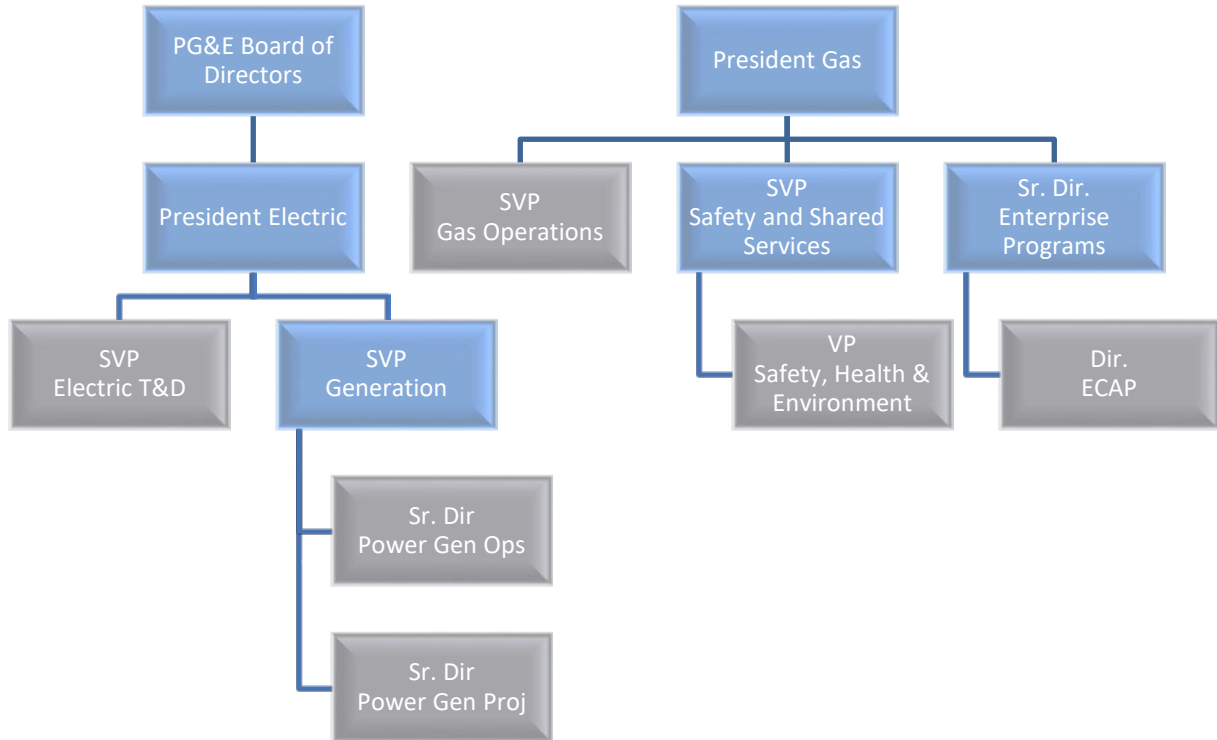 PG&E Board of
Directors
President Electric
SVP
Electric T&D
SVP
Generation
Sr. Dir
Power Gen Ops
Sr. Dir
Power Gen Proj
President Gas
SVP
Gas Operations
SVP
Safety and Shared
Services
VP
Safety, Health &
Environment
Sr. Dir.
Enterprise
Programs
Dir.
ECAP